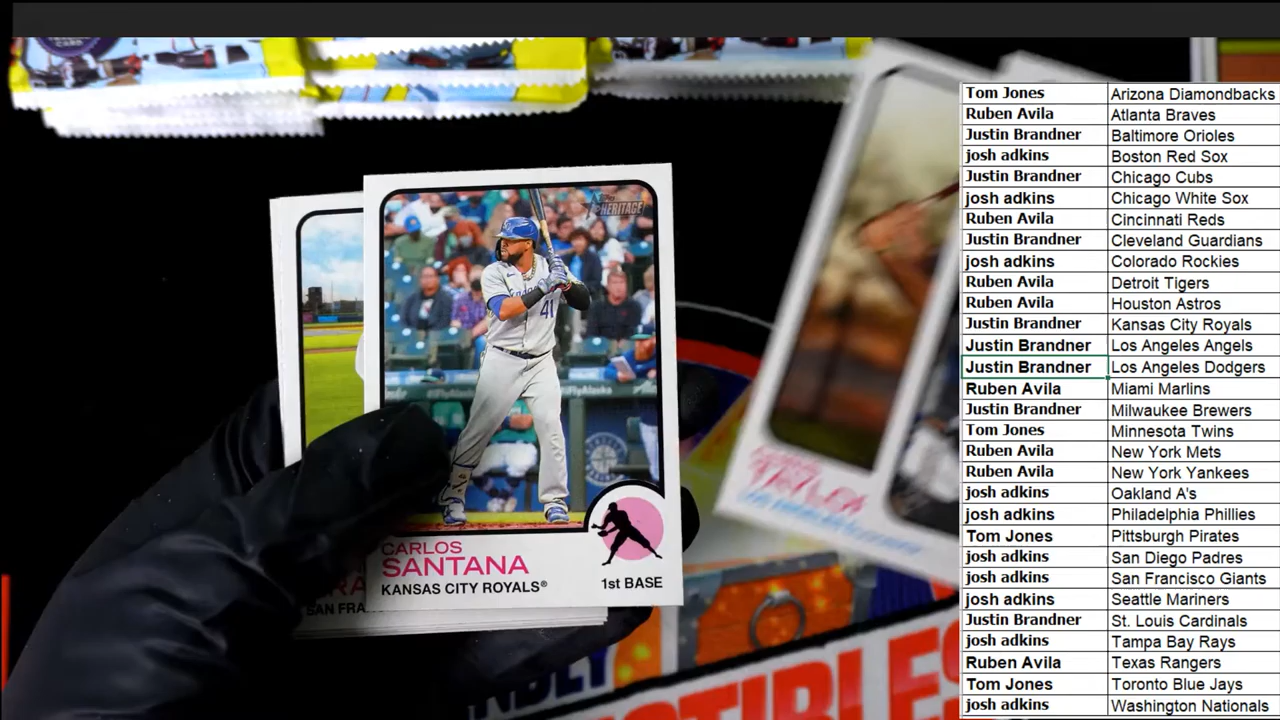 Tom Jones Arizona Diamondbacks
Ruben Avila Atlanta Braves
Justin Brandner Baltimore Orioles
josh adkins Boston Red Sox
Justin Brandner Chicago Cubs
josh adkins Chicago White Sox
Ruben Avila Cincinnati Reds
Justin Brandner Cleveland Guardians
josh adkins Colorado Rockies
Ruben Avila Detroit Tigers
Ruben Avila Houston Astros
Justin Brandner Kansas City Royals
Justin Brandner Los Angeles Angels
Justin Brandner Los Angeles Dodgers
Ruben Avila Miami Marlins
Justin Brandner Milwaukee Brewers
Tom Jones Minnesota Twins
Ruben Avila New York Mets
Ruben Avila New York Yankees
josh adkins Oakland A's
josh adkins Philadelphia Phillies
Tom Jones Pittsburgh Pirates
josh adkins San Diego Padres
josh adkins San Francisco Giants
josh adkins Seattle Mariners
Justin Brandner St. Louis Cardinals
josh adkins Tampa Bay Rays
Ruben Avila Texas Rangers
Tom Jones Toronto Blue Jays
josh adkins Washington Nationals
HERITAGE
41
CARLOS
SANTANA
KANSAS CITY ROYALS®
1st BASE
SAN FRA